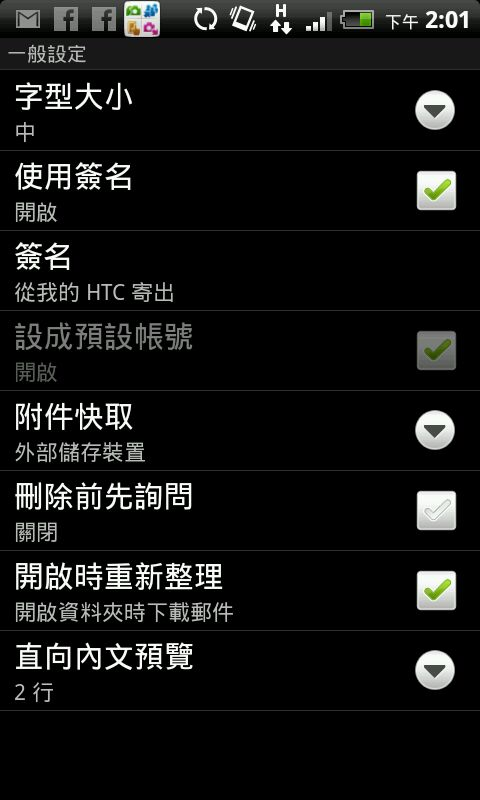 H
下午 2:01
一般設定
字型大小
中
使用簽名
開啟
簽名
從我的 HTC 寄出
設成預設帳號
開啟
附件快取
外部儲存裝置
刪除前先詢問
關閉
開啟時重新整理
開啟資料夾時下載郵件
直向內文預覽
2 行